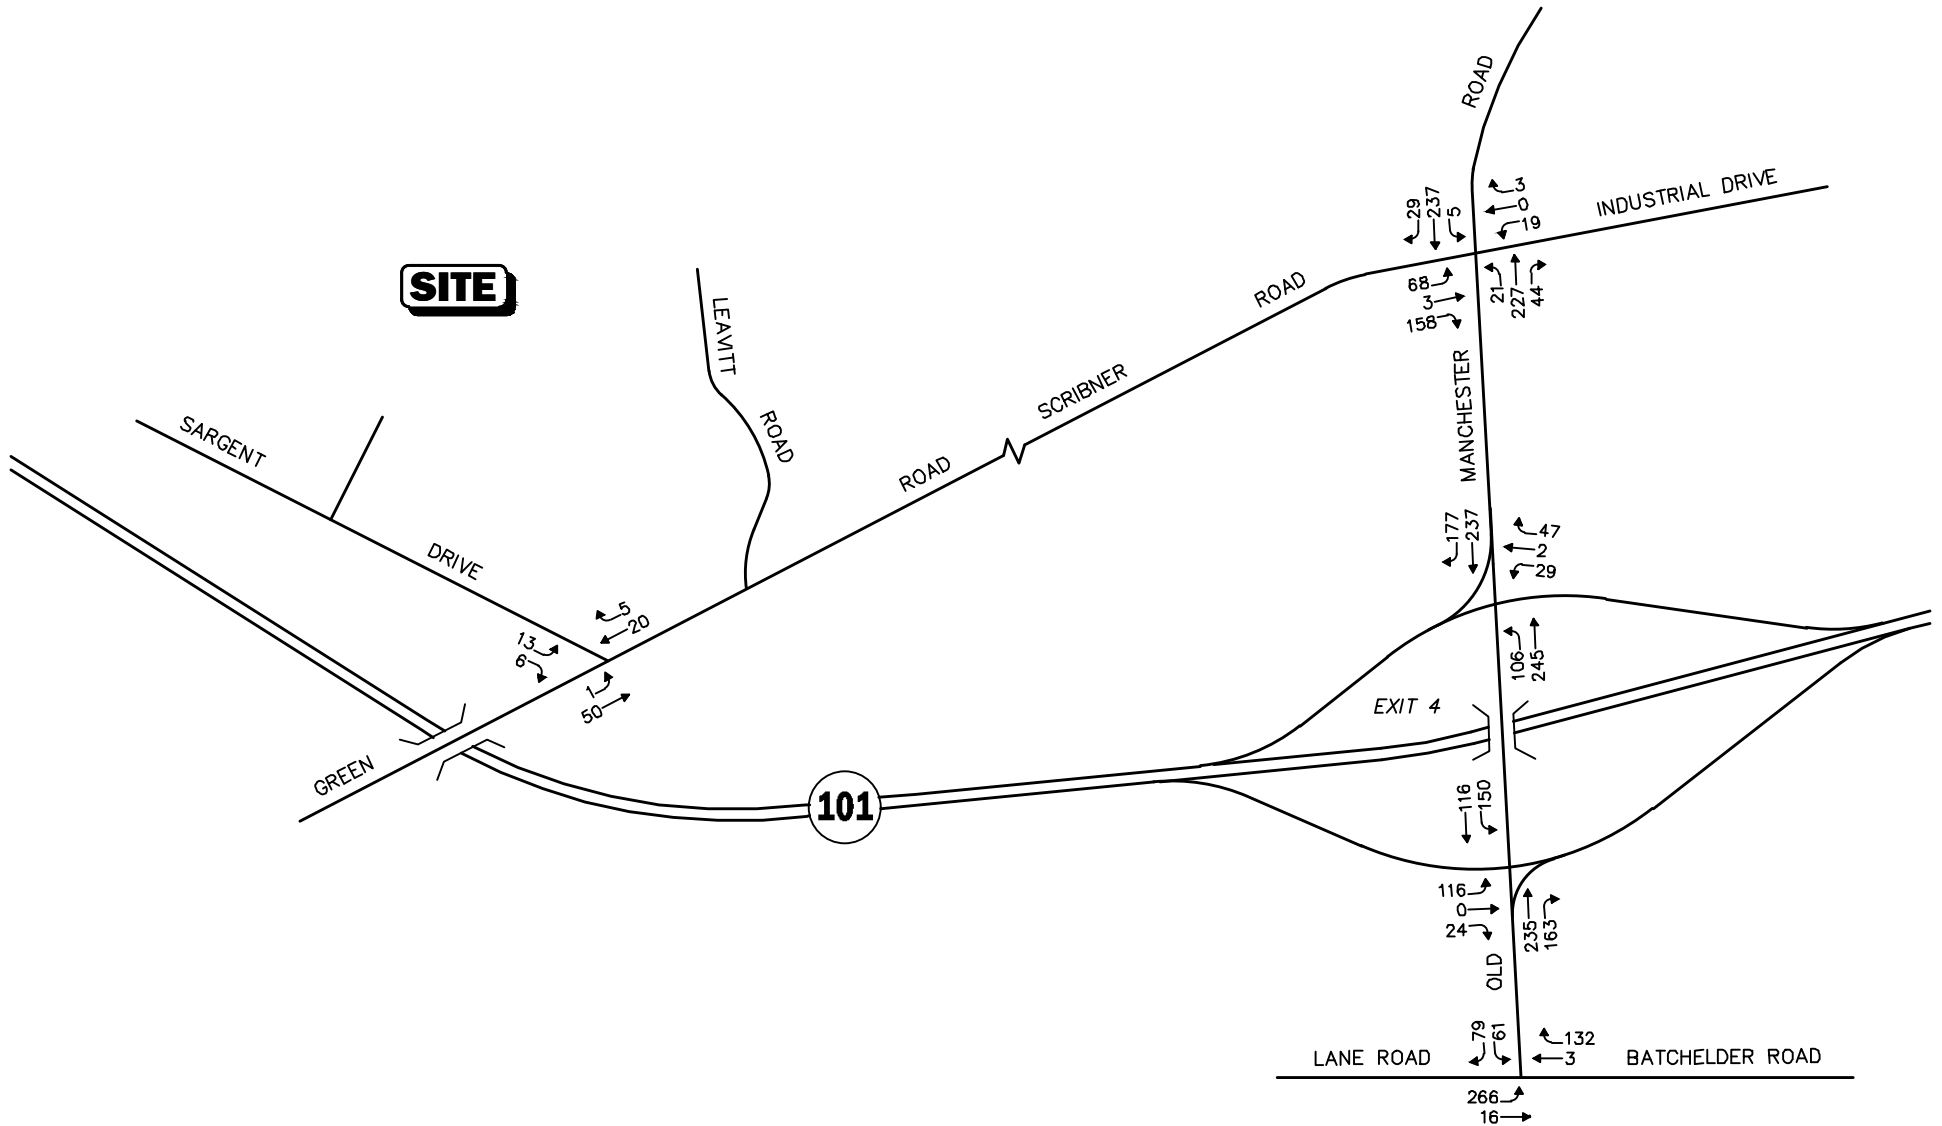 ROAD
29
237
5
3
0
19
INDUSTRIAL DRIVE
SITE
LEAVITT
ROAD
68
3
158
21
227
44
ROAD
SCRIBNER
MANCHESTER
SARGENT
ROAD
177
237
47
2
29
DRIVE
5
20
13
6
1
50
106
245
EXIT 4
GREEN
101
116
150
116
0
24
235
163
OLD
79
61
132
3
LANE ROAD
BATCHELDER ROAD
266
16